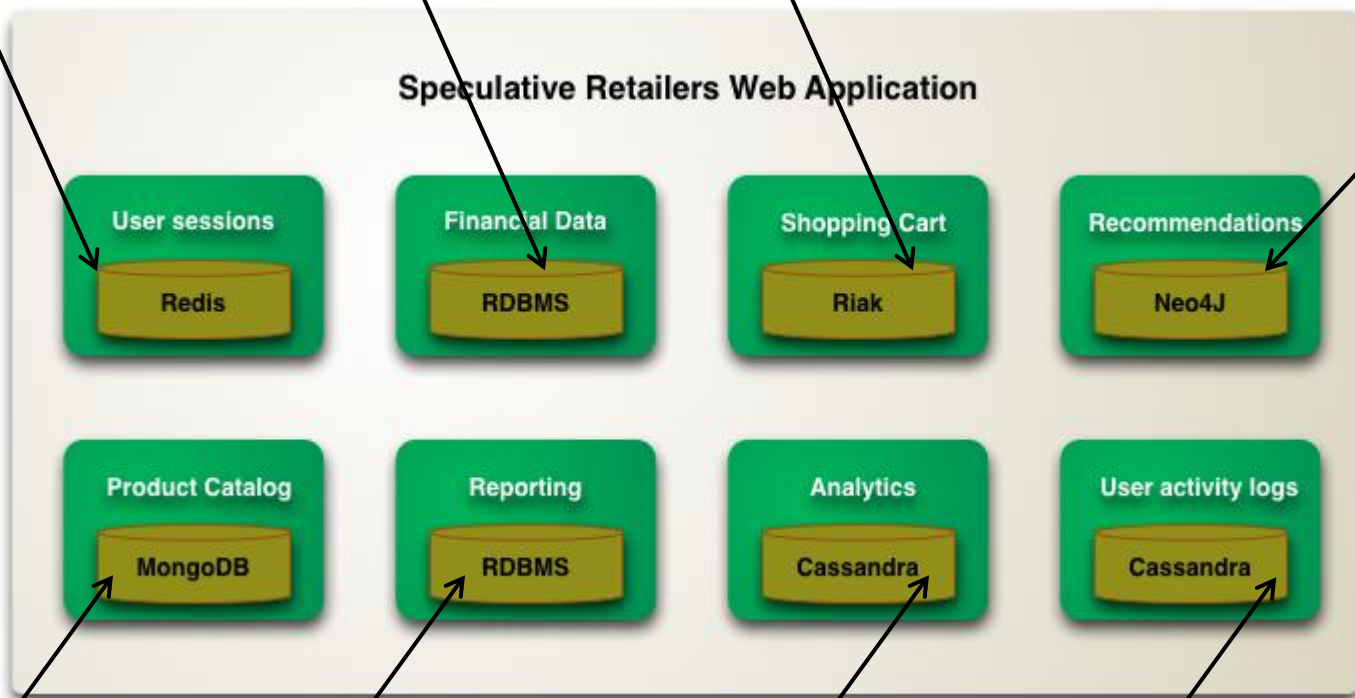 Speculative Retailers Web Application
User sessions
Redis
Financial Data
RDBMS
Shopping Cart
Riak
Recommendations
Neo4J
Product Catalog
MongoDB
Reporting
RDBMS
Analytics
Cassandra
User activity logs
Cassandra